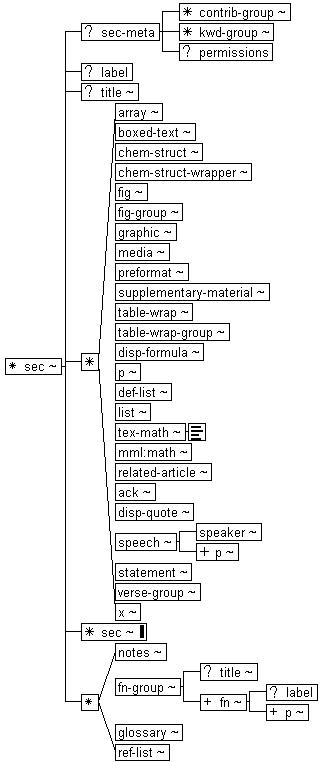 * contrib-group ~
? sec-meta
* kwd-group ~
? permissions
? label
? title ~
array ~
boxed-text ~
chem-struct ~
chem-struct-wrapper ~
fig ~
fig-group ~
graphic ~
media ~
preformat ~
supplementary-material ~
table-wrap ~
table-wrap-group ~
disp-formula ~
* sec ~
*
p ~
def-list ~
list ~
tex-math ~
mml:math ~
related-article ~
ack ~
disp-quote ~
speaker ~
speech ~
+ p ~
statement ~
verse-group ~
x ~
* sec ~
notes ~
? title ~
fn-group ~
? label
*
+ fn ~
+ p ~
glossary ~
ref-list ~